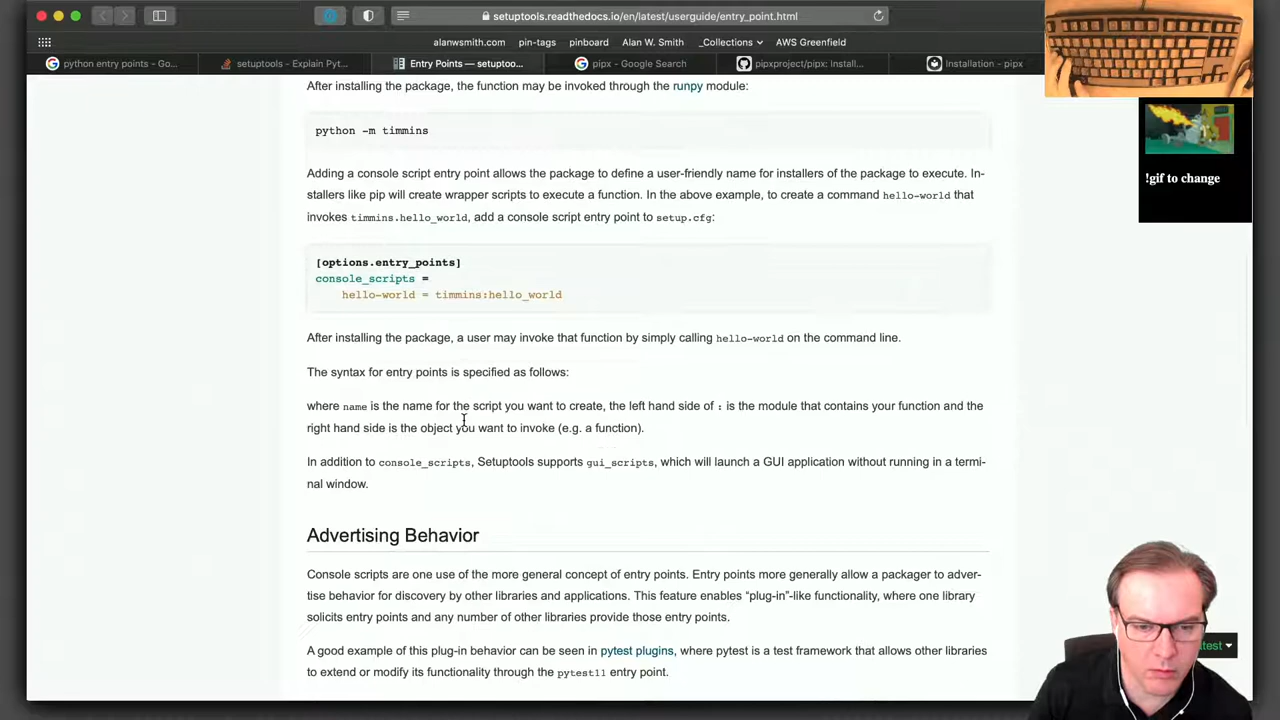 setuptools.readthedocs.io/en/latest/userguide/entry_point.html
alanwsmith.com pin-tags pinboard Alan W. Smith _Collections AWS Greenfield
python entry points - Go... setuptools - Explain Pyt... Entry Points — setuptoo... pipx - Google Search pipxproject/pipx: Install... Installation - pipx
After installing the package, the function may be invoked through the runpy module:
python -m timmins
!gif to change
Adding a console script entry point allows the package to define a user-friendly name for installers of the package to execute. In-
stallers like pip will create wrapper scripts to execute a function. In the above example, to create a command hello-world that
invokes timmins.hello_world, add a console script entry point to setup.cfg:
[options.entry_points]
console_scripts =
hello-world = timmins:hello_world
After installing the package, a user may invoke that function by simply calling hello-world on the command line.
The syntax for entry points is specified as follows:
where name is the name for the script you want to create, the left hand side of : is the module that contains your function and the
right hand side is the object you want to invoke (e.g. a function).
In addition to console_scripts, Setuptools supports gui_scripts, which will launch a GUI application without running in a termi-
nal window.
Advertising Behavior
Console scripts are one use of the more general concept of entry points. Entry points more generally allow a packager to adver-
tise behavior for discovery by other libraries and applications. This feature enables “plug-in”-like functionality, where one library
solicits entry points and any number of other libraries provide those entry points.
A good example of this plug-in behavior can be seen in pytest plugins, where pytest is a test framework that allows other libraries
to extend or modify its functionality through the pytest11 entry point.